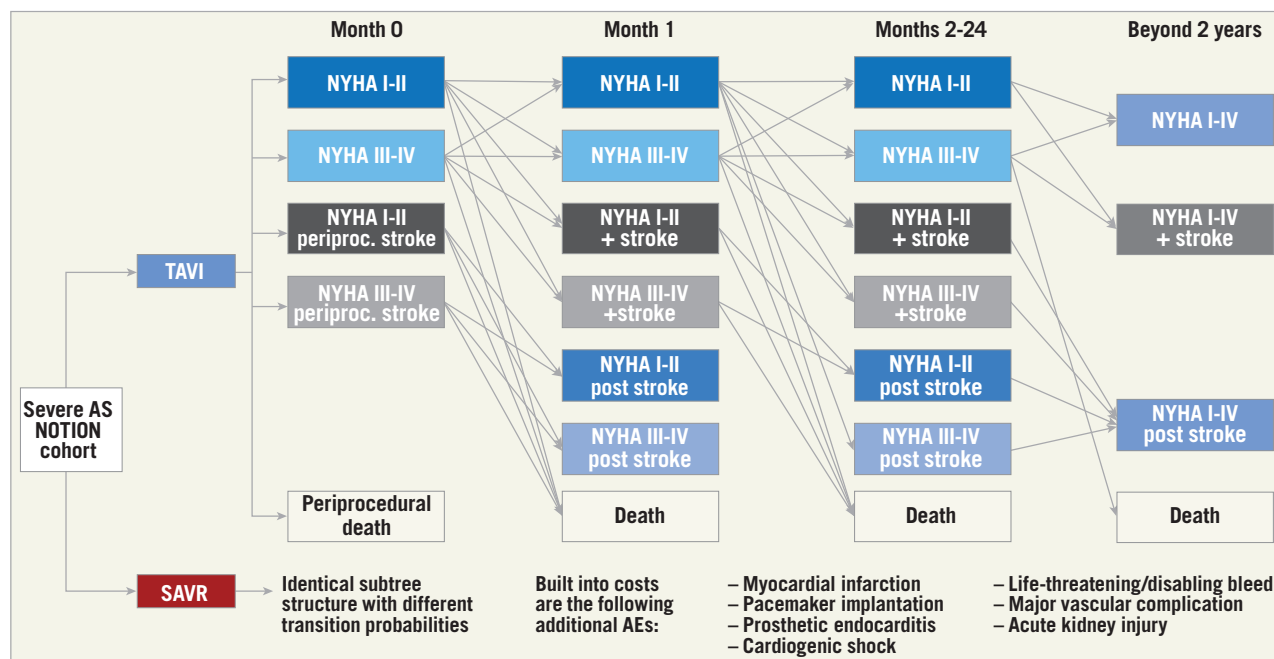 Month 0
Month 1
Months 2-24
Beyond 2 years
NYHA I-II
NYHA I-II
NYHA I-II
NYHA I-IV
NYHA III-IV
NYHA III-IV
NYHA III-IV
NYHA I-II
periproc. stroke
NYHA I-II
+ stroke
NYHA I-II
+ stroke
NYHA I-IV
+ stroke
TAVI
NYHA III-IV
periproc. stroke
NYHA III-IV
+stroke
NYHA III-IV
+stroke
NYHA I-II
post stroke
NYHA I-II
post stroke
Severe AS
NOTION
cohort
NYHA III-IV
post stroke
NYHA III-IV
post stroke
NYHA I-IV
post stroke
Periprocedural
death
Death
Death
Death
SAVR
Identical subtree
structure with different
transition probabilities
Built into costs
are the following
additional AEs:
– Myocardial infarction
– Pacemaker implantation
– Prosthetic endocarditis
– Cardiogenic shock
– Life-threatening/disabling bleed
– Major vascular complication
– Acute kidney injury